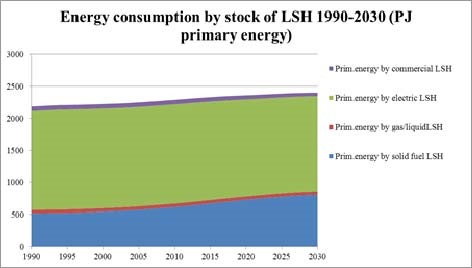 Energy consumption by stock of LSH 1990-2030 (PJ
primary energy)
3000
2500
2000
1500
1000
500
0
1990 1995 2000 2005 2010 2015 2020 2025 2030
Prim.energy by commercial LSH
Prim.energy by electric LSH
Prim.energy by gas/liquidLSH
Prim.energy by solid fuel LSH